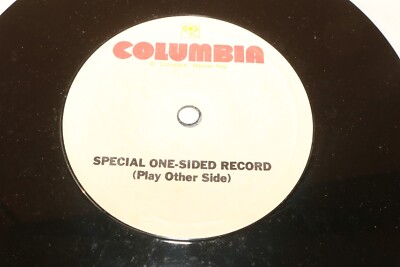 COLUMBIA
SPECIAL ONE-SIDED RECORD
(Play Other Side)